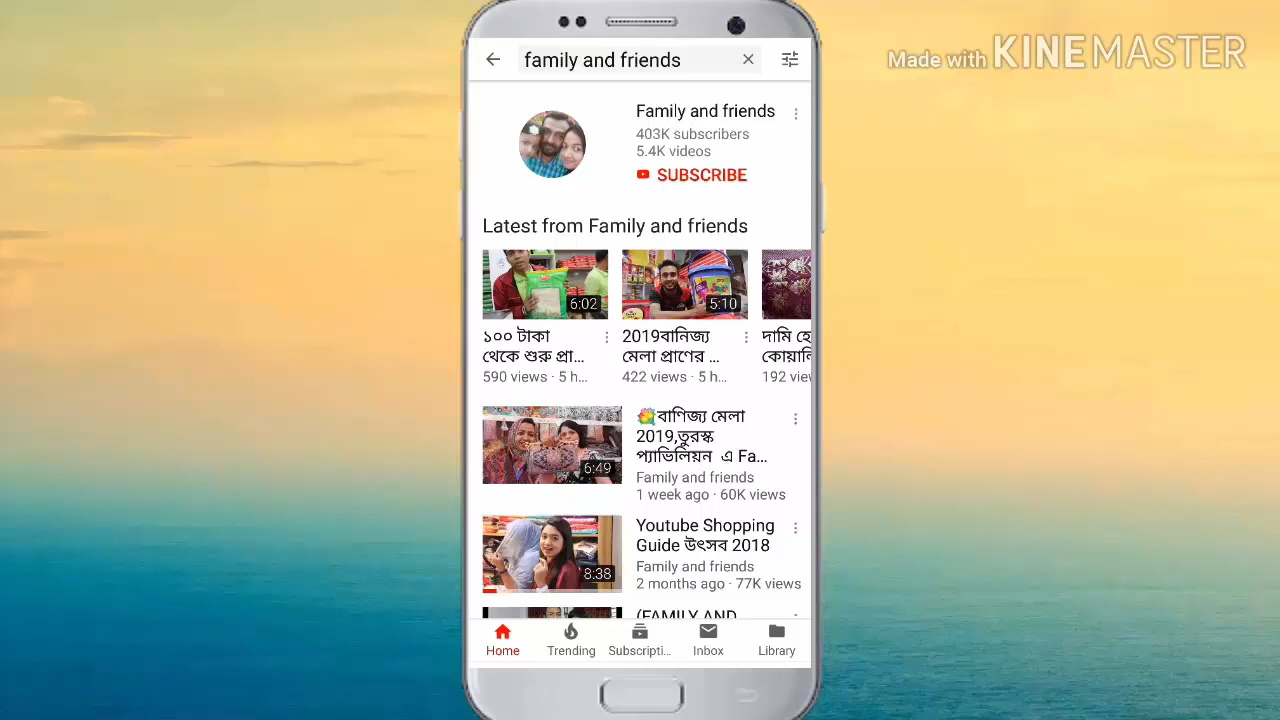 Made with KINEMASTER
family and friends
Family and friends
403K subscribers
5.4K videos
SUBSCRIBE
Latest from Family and friends
6:02
5:10
১০০ টাকা
থেকে শুরু প্রা...
590 views · 5 h...
2019বানিজ্য
মেলা প্রাণের ...
422 views · 5 h...
দামি হে
কোয়ালি
192 view
6:49
বাণিজ্য মেলা
2019,তুরস্ক
প্যাভিলিয়ন এ Fa...
Family and friends
1 week ago · 60K views
8:38
Youtube Shopping
Guide উৎসব 2018
Family and friends
2 months ago · 77K views
(FAMILY AND
Home
Trending
Subscripti...
Inbox
Library